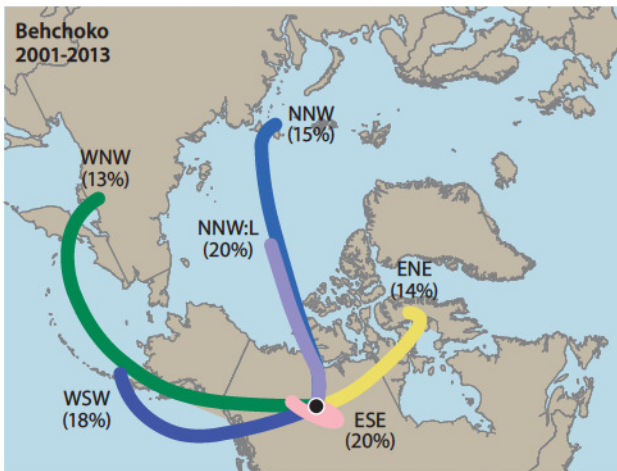 Behchoko
2001-2013
NNW
(15%)
WNW
(13%)
NNW:L
(20%)
ENE
(14%)
WSW
(18%)
ESE
(20%)